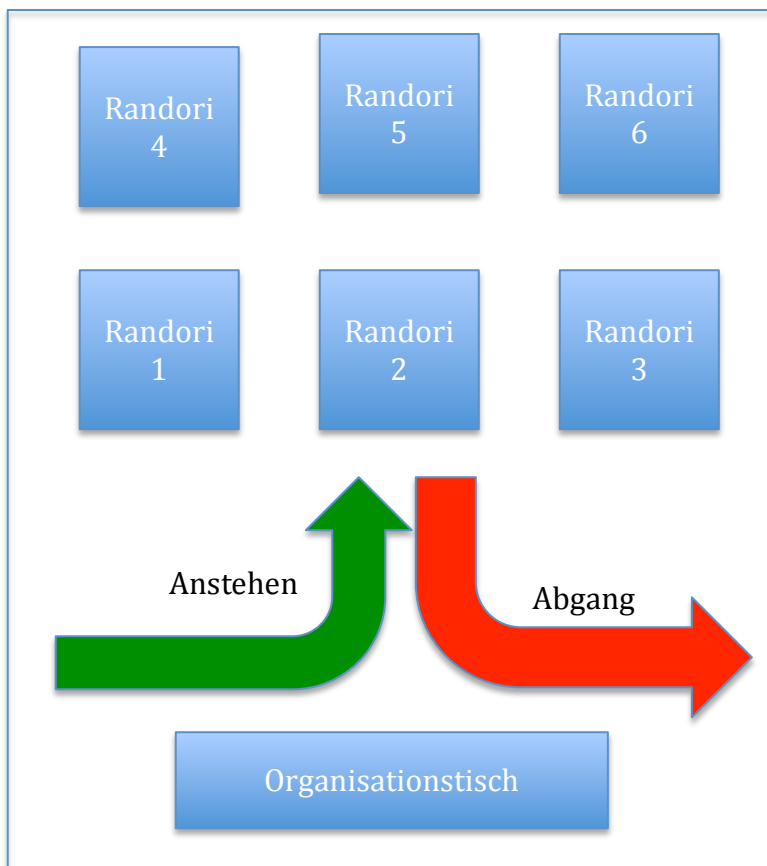 Randori
4
Randori
5
Randori
6
Randori
1
Randori
2
Randori
3
Anstehen
Abgang
Organisationstisch